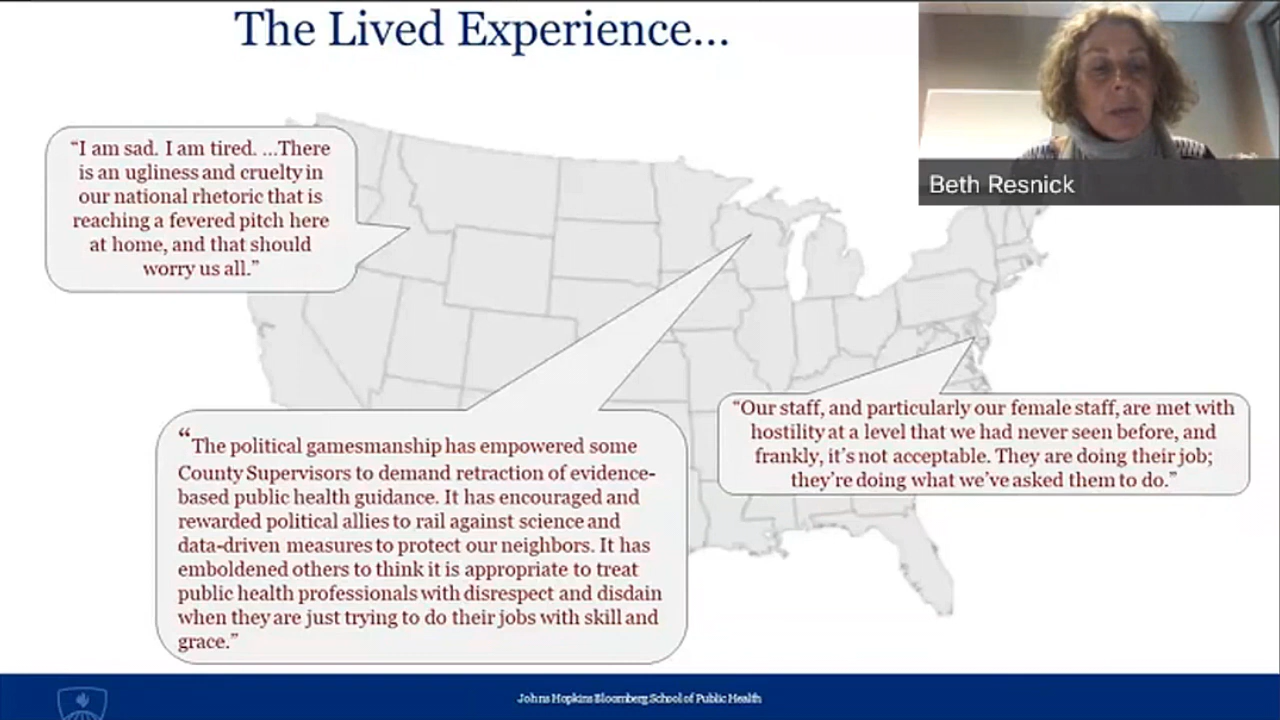 The Lived Experience...
Beth Resnick
“I am sad. I am tired. ...There
is an ugliness and cruelty in
our national rhetoric that is
reaching a fevered pitch here
at home, and that should
worry us all.”
“The political gamesmanship has empowered some
County Supervisors to demand retraction of evidence-
based public health guidance. It has encouraged and
rewarded political allies to rail against science and
data-driven measures to protect our neighbors. It has
emboldened others to think it is appropriate to treat
public health professionals with disrespect and disdain
when they are just trying to do their jobs with skill and
grace.”
“Our staff, and particularly our female staff, are met with
hostility at a level that we had never seen before, and
frankly, it’s not acceptable. They are doing their job;
they’re doing what we’ve asked them to do.”
Johns Hopkins Bloomberg School of Public Health